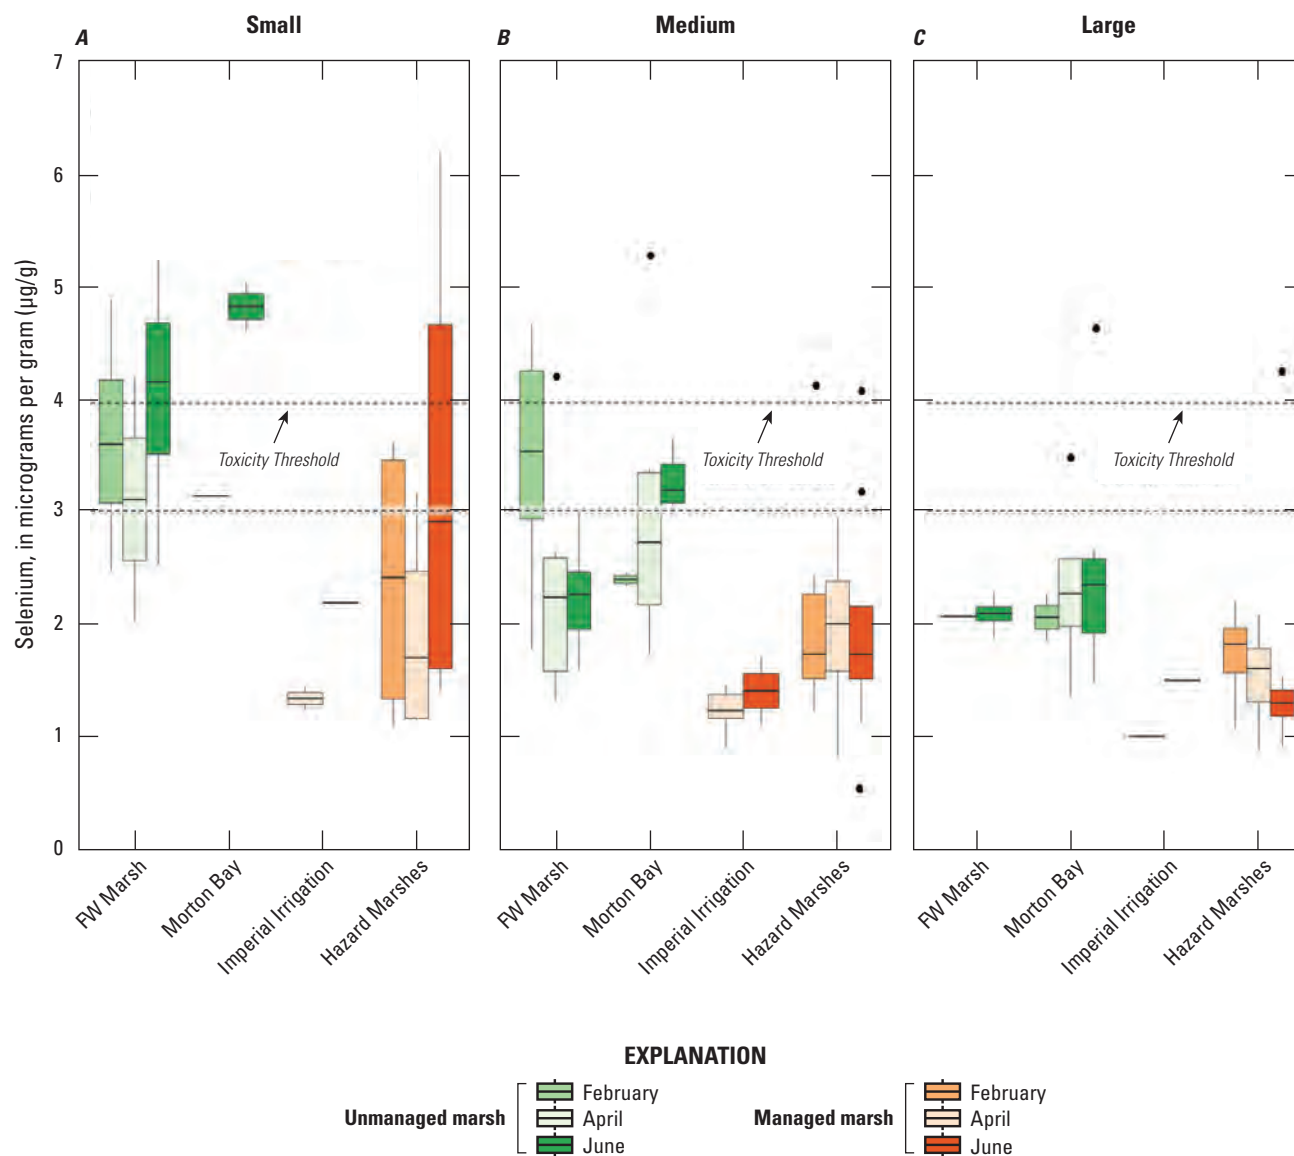 A Small
B Medium
C Large
Selenium, in micrograms per gram (µg/g)
7
6
5
4
3
2
1
0
Toxicity Threshold
Toxicity Threshold
Toxicity Threshold
FW Marsh
Morton Bay
Imperial Irrigation
Hazard Marshes
FW Marsh
Morton Bay
Imperial Irrigation
Hazard Marshes
FW Marsh
Morton Bay
Imperial Irrigation
Hazard Marshes
EXPLANATION
Unmanaged marsh
February
April
June
Managed marsh
February
April
June